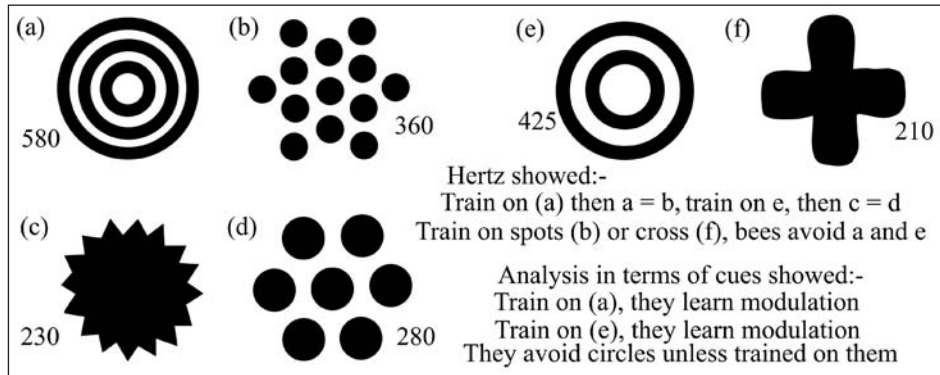 (a)
(b)
(e)
(f)
580
360
425
210
Hertz showed:-
Train on (a) then a = b, train on e, then c = d
Train on spots (b) or cross (f), bees avoid a and e
(c)
(d)
230
280
Analysis in terms of cues showed:-
Train on (a), they learn modulation
Train on (e), they learn modulation
They avoid circles unless trained on them